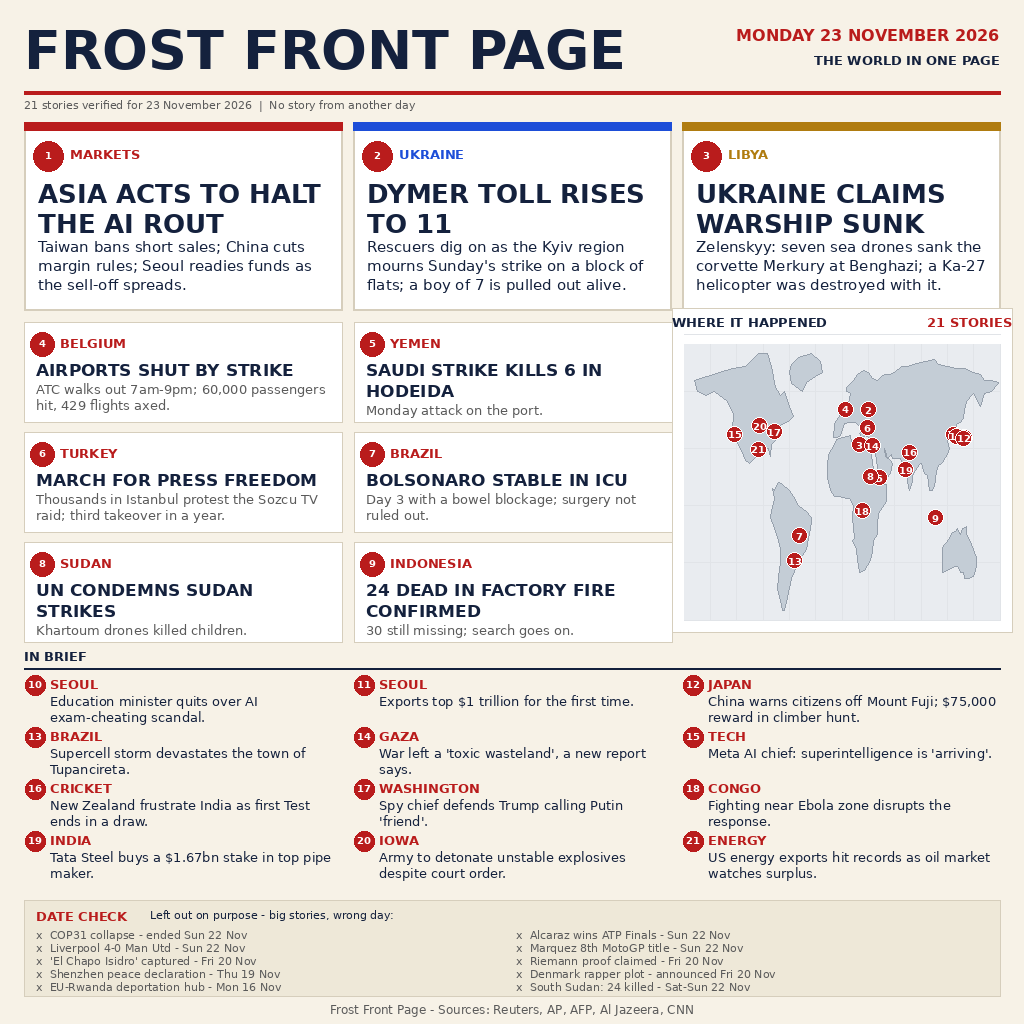 FROST FRONT PAGE
MONDAY 23 NOVEMBER 2026
THE WORLD IN ONE PAGE
21 stories verified for 23 November 2026 | No story from another day
1 MARKETS
ASIA ACTS TO HALT
THE AI ROUT
Taiwan bans short sales; China cuts
margin rules; Seoul readies funds as
the sell-off spreads.
2 UKRAINE
DYMER TOLL RISES
TO 11
Rescuers dig on as the Kyiv region
mourns Sunday's strike on a block of
flats; a boy of 7 is pulled out alive.
3 LIBYA
UKRAINE CLAIMS
WARSHIP SUNK
Zelenskyy: seven sea drones sank the
corvette Merkury at Benghazi; a Ka-27
helicopter was destroyed with it.
4 BELGIUM
AIRPORTS SHUT BY STRIKE
ATC walks out 7am-9pm; 60,000 passengers
hit, 429 flights axed.
5 YEMEN
SAUDI STRIKE KILLS 6 IN
HODEIDA
Monday attack on the port.
6 TURKEY
MARCH FOR PRESS FREEDOM
Thousands in Istanbul protest the Sozcu TV
raid; third takeover in a year.
7 BRAZIL
BOLSONARO STABLE IN ICU
Day 3 with a bowel blockage; surgery not
ruled out.
8 SUDAN
UN CONDEMNS SUDAN
STRIKES
Khartoum drones killed children.
9 INDONESIA
24 DEAD IN FACTORY FIRE
CONFIRMED
30 still missing; search goes on.
WHERE IT HAPPENED
21 STORIES
4 2
20 6
15 17 12
21 3 14
16
19
8 5
18 9
7
13
IN BRIEF
10 SEOUL
Education minister quits over AI
exam-cheating scandal.
11 SEOUL
Exports top $1 trillion for the first time.
12 JAPAN
China warns citizens off Mount Fuji; $75,000
reward in climber hunt.
13 BRAZIL
Supercell storm devastates the town of
Tupancireta.
14 GAZA
War left a 'toxic wasteland', a new report
says.
15 TECH
Meta AI chief: superintelligence is 'arriving'.
16 CRICKET
New Zealand frustrate India as first Test
ends in a draw.
17 WASHINGTON
Spy chief defends Trump calling Putin
'friend'.
18 CONGO
Fighting near Ebola zone disrupts the
response.
19 INDIA
Tata Steel buys a $1.67bn stake in top pipe
maker.
20 IOWA
Army to detonate unstable explosives
despite court order.
21 ENERGY
US energy exports hit records as oil market
watches surplus.
DATE CHECK Left out on purpose - big stories, wrong day:
x COP31 collapse - ended Sun 22 Nov
x Liverpool 4-0 Man Utd - Sun 22 Nov
x 'El Chapo Isidro' captured - Fri 20 Nov
x Shenzhen peace declaration - Thu 19 Nov
x EU-Rwanda deportation hub - Mon 16 Nov
x Alcaraz wins ATP Finals - Sun 22 Nov
x Marquez 8th MotoGP title - Sun 22 Nov
x Riemann proof claimed - Fri 20 Nov
x Denmark rapper plot - announced Fri 20 Nov
x South Sudan: 24 killed - Sat-Sun 22 Nov
Frost Front Page - Sources: Reuters, AP, AFP, Al Jazeera, CNN